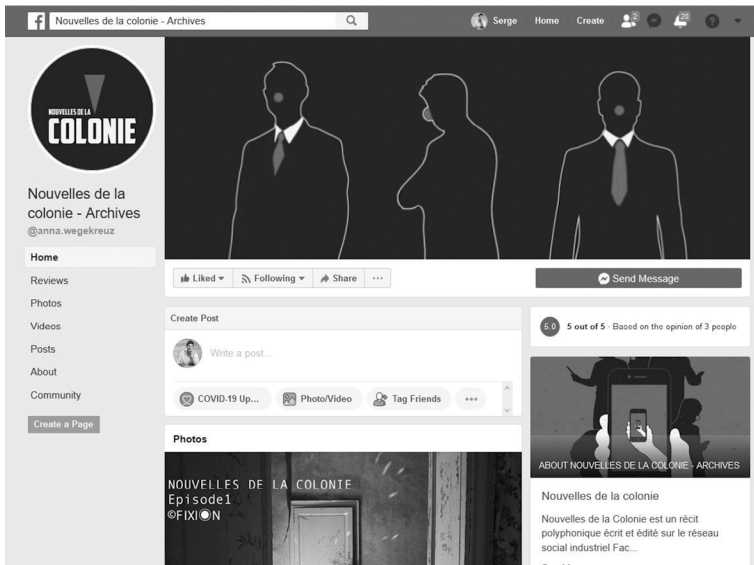 Nouvelles de la colonie - Archives
Serge
Home
Create
2
20
NOUVELLES DE LA
COLONIE
Nouvelles de la
colonie - Archives
@anna.wegekreuz
Home
Reviews
Photos
Videos
Posts
About
Community
Create a Page
Liked
Following
Share
Send Message
Create Post
Write a post...
COVID-19 Up...
Photo/Video
Tag Friends
Photos
NOUVELLES DE LA COLONIE
Episode1
©FIXION
5.0
5 out of 5 · Based on the opinion of 3 people
ABOUT NOUVELLES DE LA COLONIE - ARCHIVES
Nouvelles de la colonie
Nouvelles de la Colonie est un récit
polyphonique écrit et édité sur le réseau
social industriel Fac...